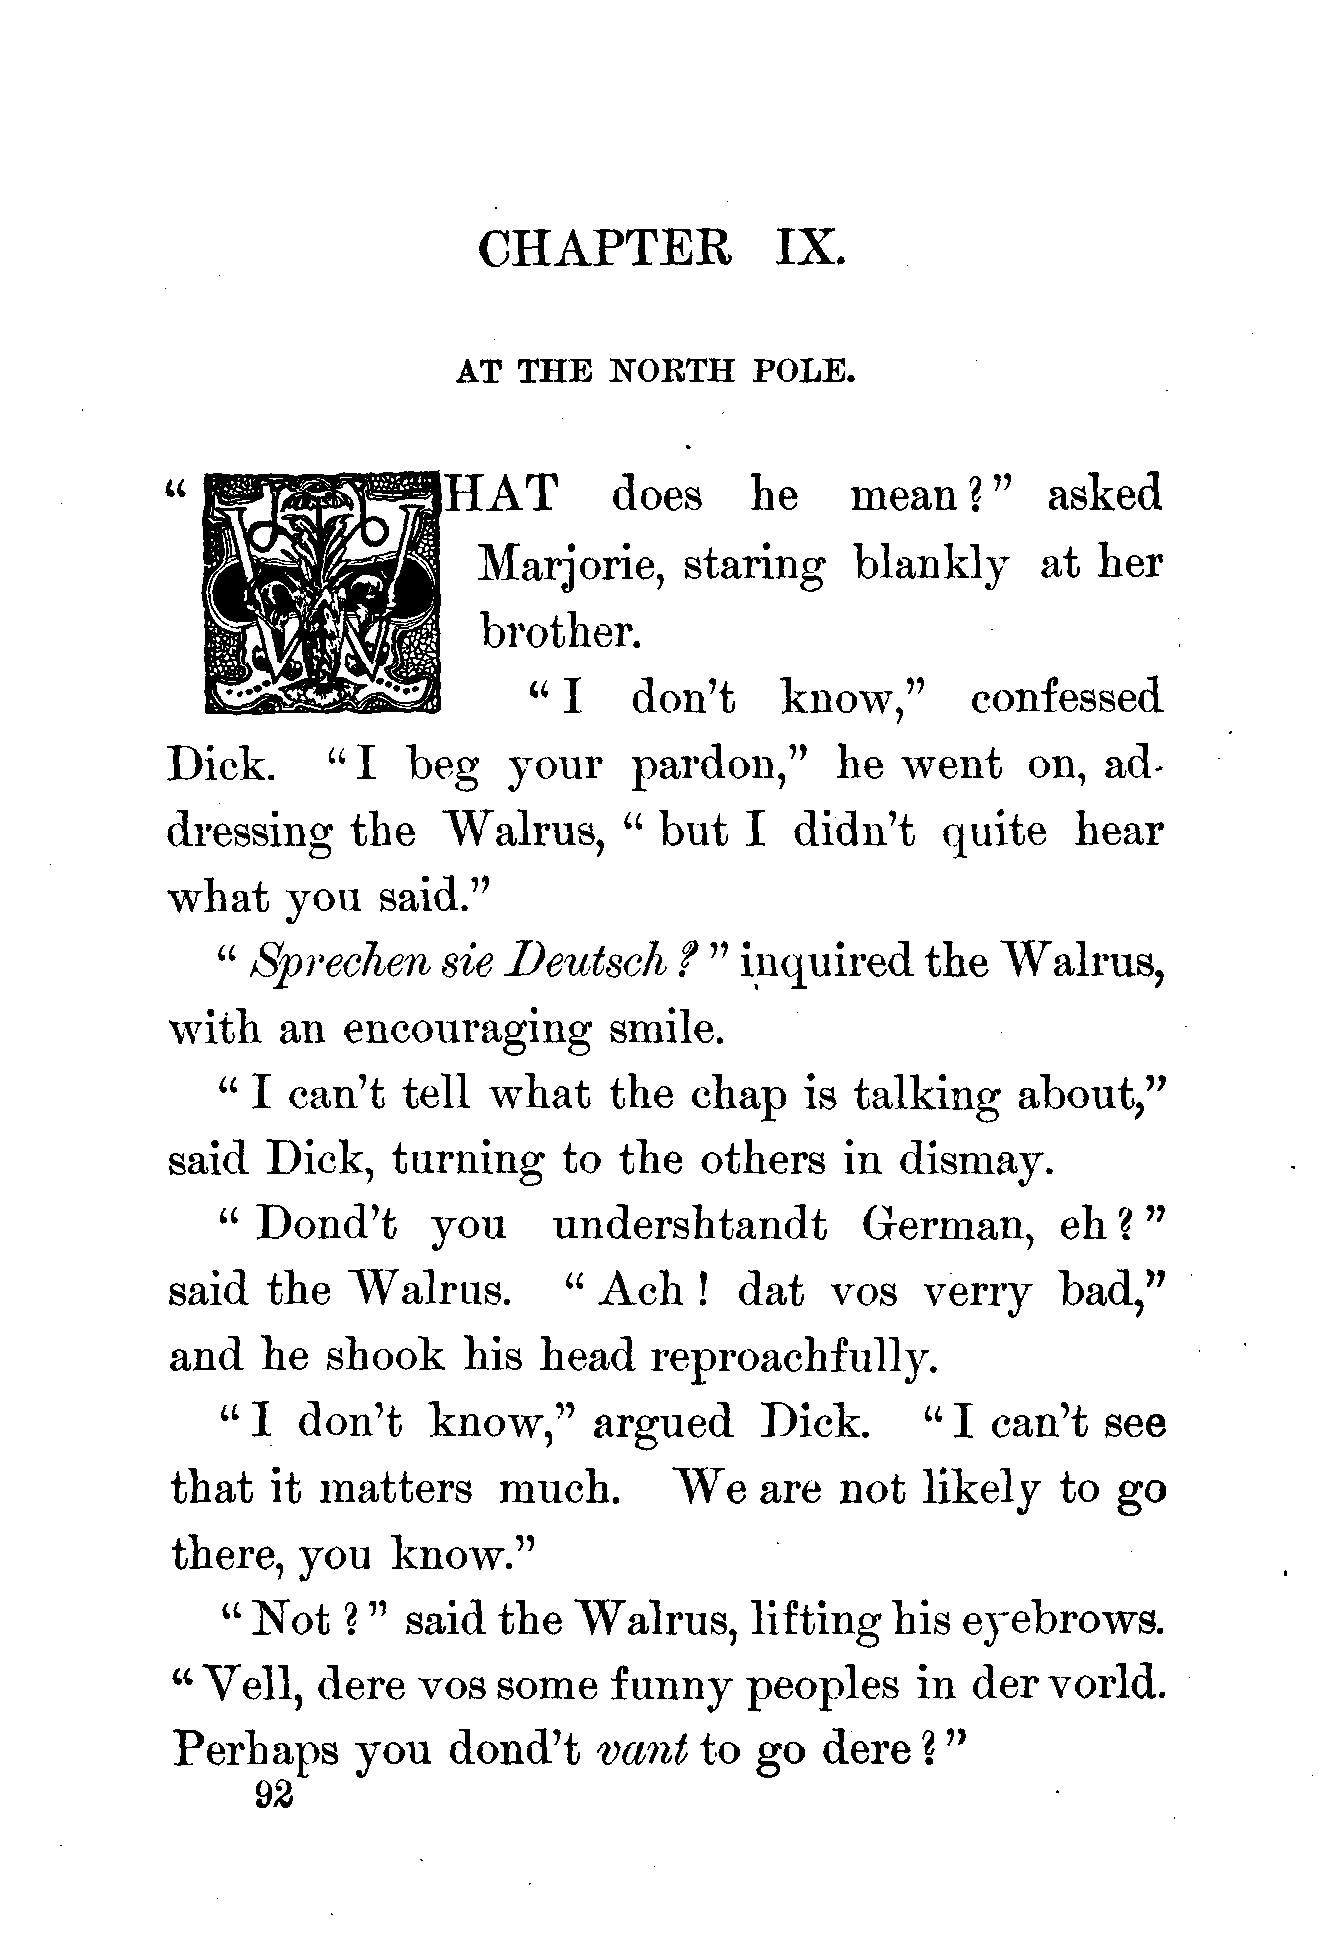 CHAPTER IX.
AT THE NORTH POLE.
“WHAT does he mean?” asked
Marjorie, staring blankly at her
brother.
“I don’t know,” confessed
Dick. “I beg your pardon,” he went on, ad-
dressing the Walrus, “but I didn’t quite hear
what you said.”
“Sprechen sie Deutsch?” inquired the Walrus,
with an encouraging smile.
“I can’t tell what the chap is talking about,”
said Dick, turning to the others in dismay.
“Dond’t you undershtandt German, eh?”
said the Walrus. “Ach! dat vos verry bad,”
and he shook his head reproachfully.
“I don’t know,” argued Dick. “I can’t see
that it matters much. We are not likely to go
there, you know.”
“Not?” said the Walrus, lifting his eyebrows.
“Vell, dere vos some funny peoples in der vorld.
Perhaps you dond’t vant to go dere?”
92